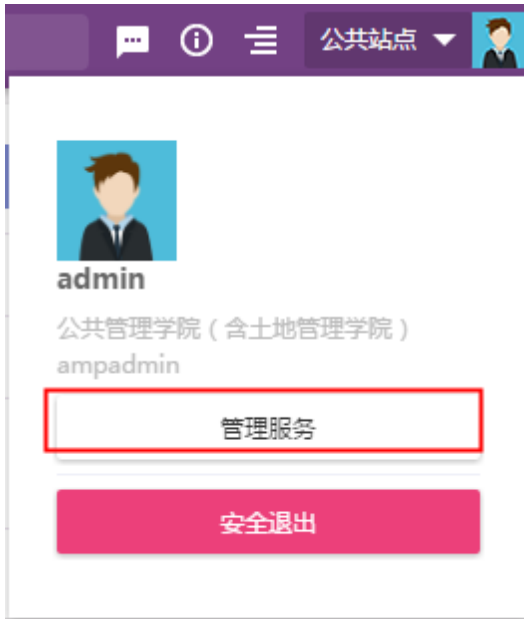 公共站点
admin
公共管理学院（含土地管理学院）
ampadmin
管理服务
安全退出